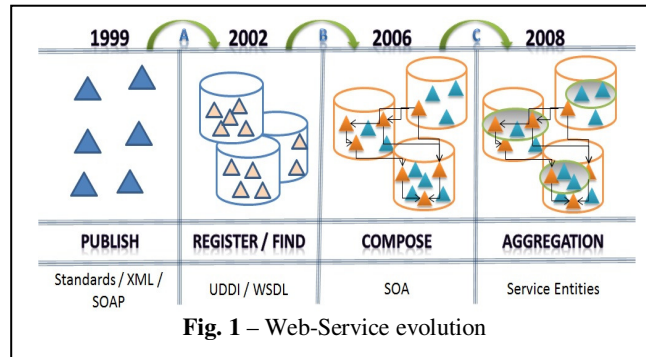 1999 A 2002 B 2006 C 2008
PUBLISH REGISTER / FIND COMPOSE AGGREGATION
Standards / XML / UDDI / WSDL SOA Service Entities
SOAP
Fig. 1 – Web-Service evolution